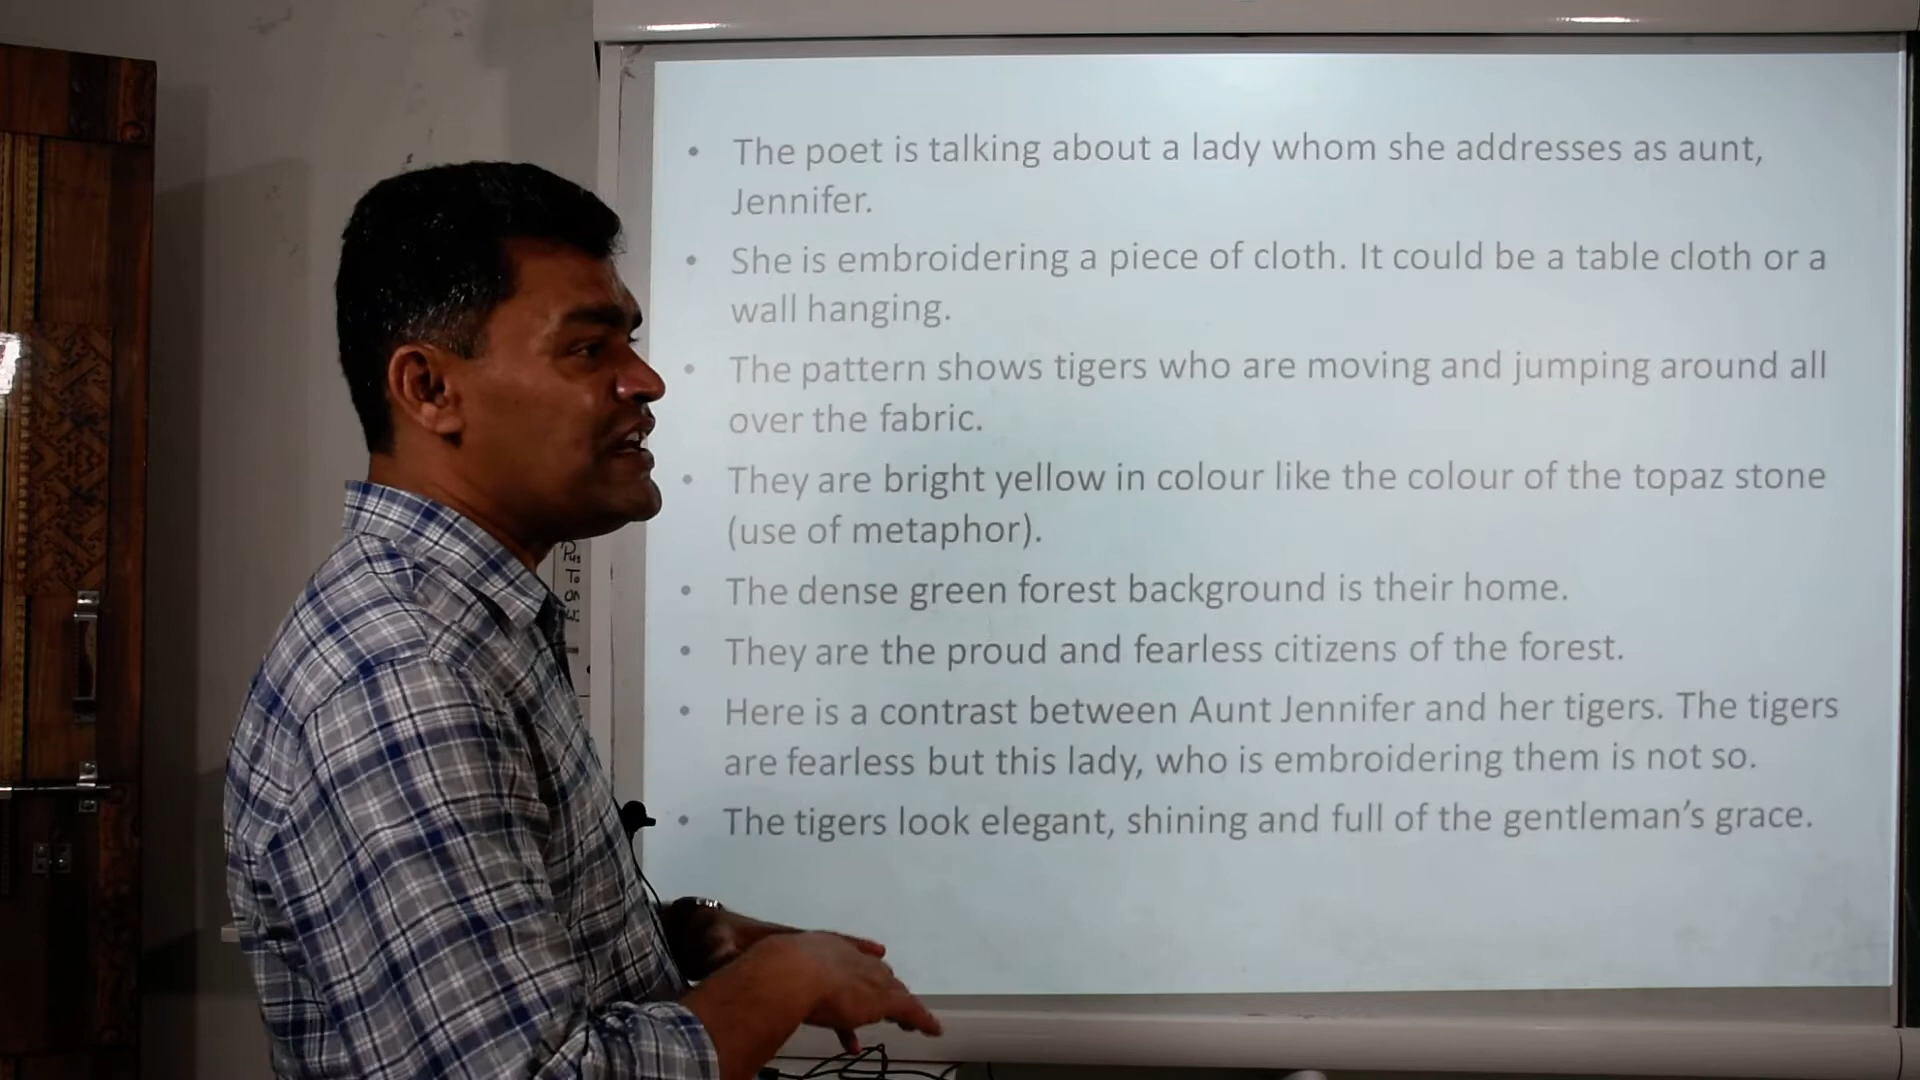 • The poet is talking about a lady whom she addresses as aunt,
Jennifer.
• She is embroidering a piece of cloth. It could be a table cloth or a
wall hanging.
• The pattern shows tigers who are moving and jumping around all
over the fabric.
• They are bright yellow in colour like the colour of the topaz stone
(use of metaphor).
• The dense green forest background is their home.
• They are the proud and fearless citizens of the forest.
• Here is a contrast between Aunt Jennifer and her tigers. The tigers
are fearless but this lady, who is embroidering them is not so.
• The tigers look elegant, shining and full of the gentleman's grace.